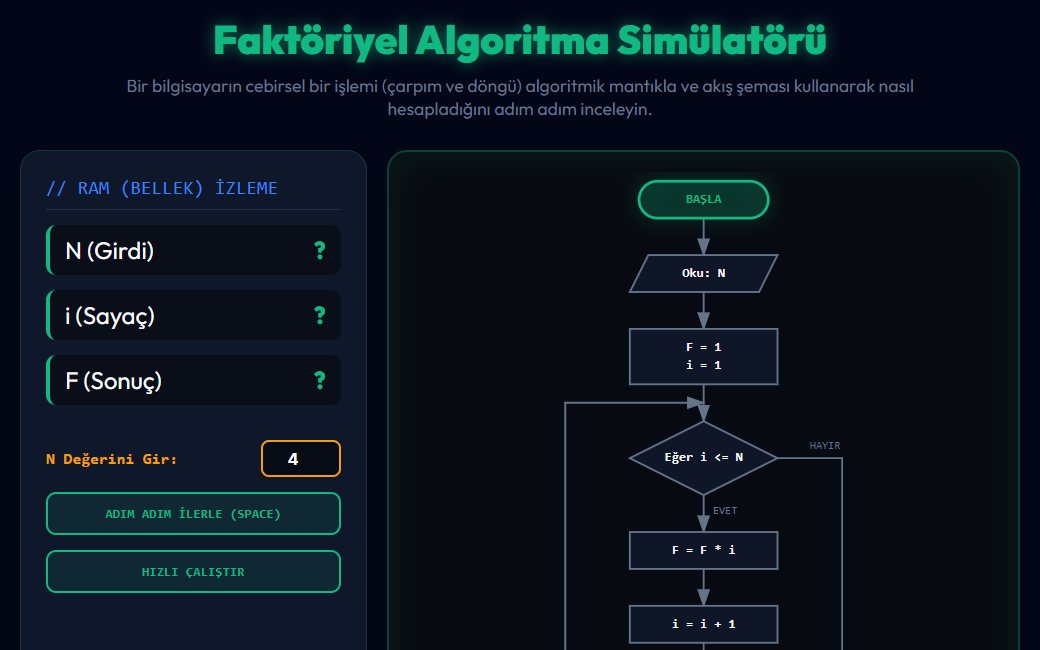 Faktöriyel Algoritma Simülatörü
Bir bilgisayarın cebirsel bir işlemi (çarpım ve döngü) algoritmik mantıkla ve akış şeması kullanarak nasıl
hesapladığını adım adım inceleyin.
// RAM (BELLEK) İZLEME
N (Girdi) ?
i (Sayaç) ?
F (Sonuç) ?
N Değerini Gir: 4
ADIM ADIM İLERLE (SPACE)
HIZLI ÇALIŞTIR
BAŞLA
Oku: N
F = 1
i = 1
Eğer i <= N
HAYIR
EVET
F = F * i
i = i + 1